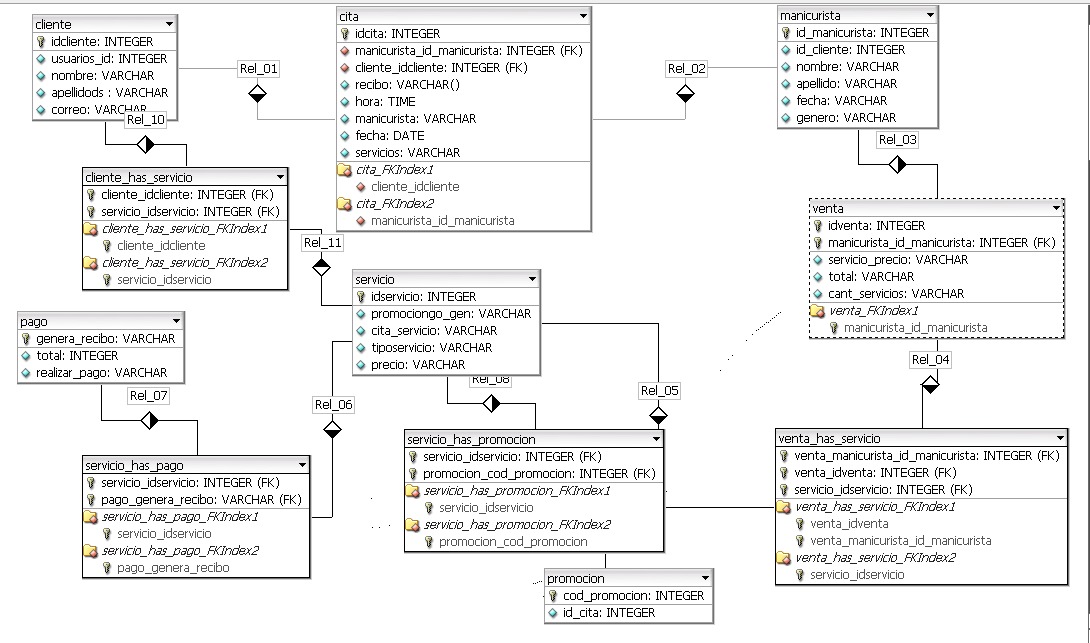 cliente
idcliente: INTEGER
usuarios_id: INTEGER
nombre: VARCHAR
apellidods : VARCHAR
correo: VARCHAR
Rel_10
Rel_01
cita
idcita: INTEGER
manicurista_id_manicurista: INTEGER (FK)
cliente_idcliente: INTEGER (FK)
recibo: VARCHAR()
hora: TIME
manicurista: VARCHAR
fecha: DATE
servicios: VARCHAR
cita_FKIndex1
cliente_idcliente
cita_FKIndex2
manicurista_id_manicurista
Rel_02
manicurista
id_manicurista: INTEGER
id_cliente: INTEGER
nombre: VARCHAR
apellido: VARCHAR
fecha: VARCHAR
genero: VARCHAR
Rel_03
cliente_has_servicio
cliente_idcliente: INTEGER (FK)
servicio_idservicio: INTEGER (FK)
cliente_has_servicio_FKIndex1
cliente_idcliente
cliente_has_servicio_FKIndex2
servicio_idservicio
Rel_11
venta
idventa: INTEGER
manicurista_id_manicurista: INTEGER (FK)
servicio_precio: VARCHAR
total: VARCHAR
cant_servicios: VARCHAR
venta_FKIndex1
manicurista_id_manicurista
Rel_04
servicio
idservicio: INTEGER
promociongo_gen: VARCHAR
cita_servicio: VARCHAR
tiposervicio: VARCHAR
precio: VARCHAR
Rel_08
Rel_05
Rel_06
pago
genera_recibo: VARCHAR
total: INTEGER
realizar_pago: VARCHAR
Rel_07
servicio_has_pago
servicio_idservicio: INTEGER (FK)
pago_genera_recibo: VARCHAR (FK)
servicio_has_pago_FKIndex1
servicio_idservicio
servicio_has_pago_FKIndex2
pago_genera_recibo
servicio_has_promocion
servicio_idservicio: INTEGER (FK)
promocion_cod_promocion: INTEGER (FK)
servicio_has_promocion_FKIndex1
servicio_idservicio
servicio_has_promocion_FKIndex2
promocion_cod_promocion
venta_has_servicio
venta_manicurista_id_manicurista: INTEGER (FK)
venta_idventa: INTEGER (FK)
servicio_idservicio: INTEGER (FK)
venta_has_servicio_FKIndex1
venta_idventa
venta_manicurista_id_manicurista
venta_has_servicio_FKIndex2
servicio_idservicio
promocion
cod_promocion: INTEGER
id_cita: INTEGER